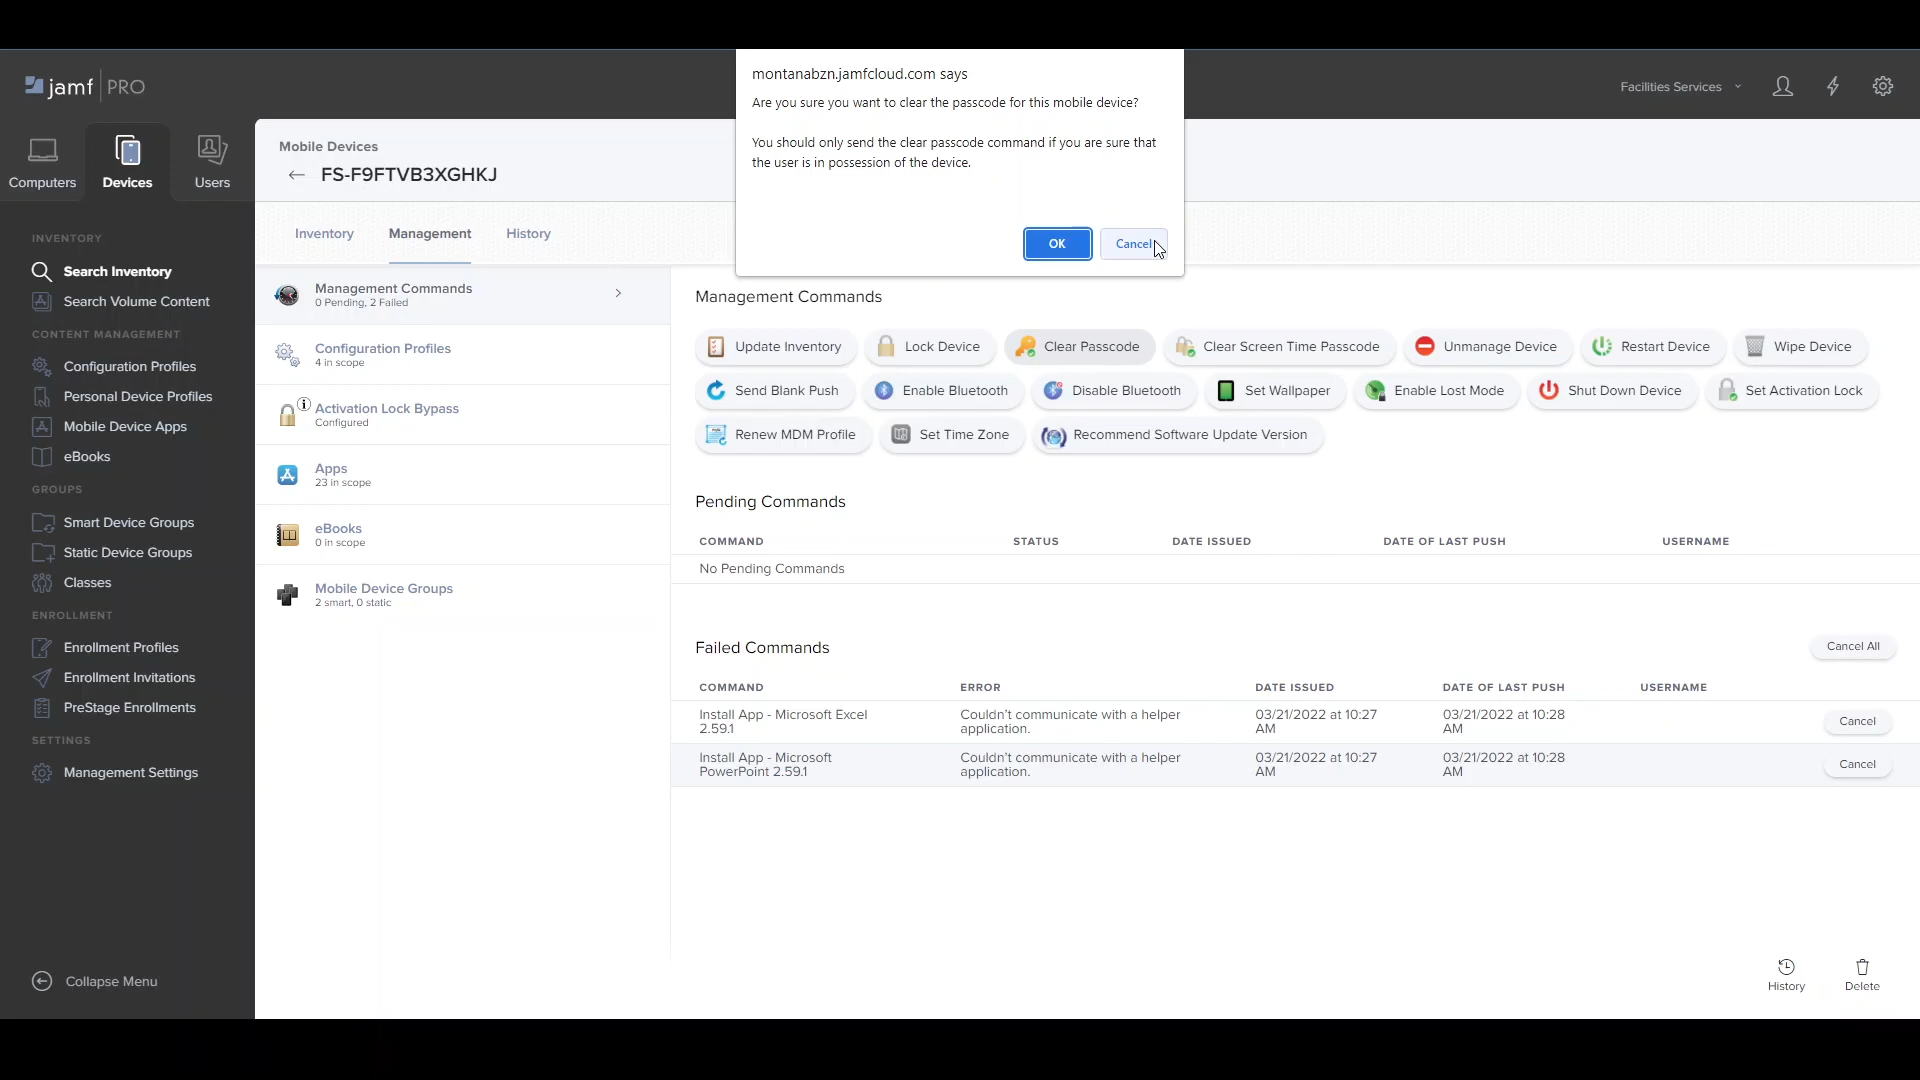 montanabzn.jamfcloud.com says
Are you sure you want to clear the passcode for this mobile device?
You should only send the clear passcode command if you are sure that
the user is in possession of the device.
OK
Cancel
jamf PRO
Facilities Services
Computers
Devices
Users
Mobile Devices
FS-F9FTVB3XGHKJ
Inventory
Management
History
INVENTORY
Search Inventory
Search Volume Content
CONTENT MANAGEMENT
Configuration Profiles
Personal Device Profiles
Mobile Device Apps
eBooks
GROUPS
Smart Device Groups
Static Device Groups
Classes
ENROLLMENT
Enrollment Profiles
Enrollment Invitations
PreStage Enrollments
SETTINGS
Management Settings
Collapse Menu
Management Commands
0 Pending, 2 Failed
Configuration Profiles
4 in scope
Activation Lock Bypass
Configured
Apps
23 in scope
eBooks
0 in scope
Mobile Device Groups
2 smart, 0 static
Management Commands
Update Inventory
Lock Device
Clear Passcode
Clear Screen Time Passcode
Unmanage Device
Restart Device
Wipe Device
Send Blank Push
Enable Bluetooth
Disable Bluetooth
Set Wallpaper
Enable Lost Mode
Shut Down Device
Set Activation Lock
Renew MDM Profile
Set Time Zone
Recommend Software Update Version
Pending Commands
COMMAND STATUS DATE ISSUED DATE OF LAST PUSH USERNAME
No Pending Commands
Failed Commands
Cancel All
COMMAND ERROR DATE ISSUED DATE OF LAST PUSH USERNAME
Install App - Microsoft Excel Couldn't communicate with a helper 03/21/2022 at 10:27 03/21/2022 at 10:28
2.59.1 application. AM AM
Cancel
Install App - Microsoft Couldn't communicate with a helper 03/21/2022 at 10:27 03/21/2022 at 10:28
PowerPoint 2.59.1 application. AM AM
Cancel
History
Delete